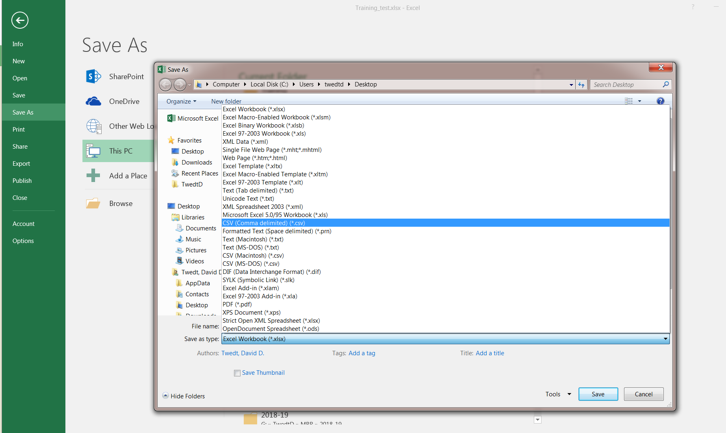 Training_test.xlsx - Excel
?
Info
New
Open
Save
Save As
Print
Share
Export
Publish
Close
Account
Options
Save As
SharePoint
OneDrive
Other Web Lo
This PC
Add a Place
Browse
Current Folder
Save As
Computer Local Disk (C:) Users twedtd Desktop
Search Desktop
Organize New folder
Microsoft Excel
Favorites
Desktop
Downloads
Recent Places
TwedtD
Desktop
Libraries
Documents
Music
Pictures
Videos
Twedt, David D
AppData
Contacts
Desktop
Downloads
Excel Workbook (*.xlsx)
Excel Macro-Enabled Workbook (*.xlsm)
Excel Binary Workbook (*.xlsb)
Excel 97-2003 Workbook (*.xls)
XML Data (*.xml)
Single File Web Page (*.mht;*.mhtml)
Web Page (*.htm;*.html)
Excel Template (*.xltx)
Excel Macro-Enabled Template (*.xltm)
Excel 97-2003 Template (*.xlt)
Text (Tab delimited) (*.txt)
Unicode Text (*.txt)
XML Spreadsheet 2003 (*.xml)
Microsoft Excel 5.0/95 Workbook (*.xls)
CSV (Comma delimited) (*.csv)
Formatted Text (Space delimited) (*.prn)
Text (Macintosh) (*.txt)
Text (MS-DOS) (*.txt)
CSV (Macintosh) (*.csv)
CSV (MS-DOS) (*.csv)
DIF (Data Interchange Format) (*.dif)
SYLK (Symbolic Link) (*.slk)
Excel Add-in (*.xlam)
Excel 97-2003 Add-in (*.xla)
PDF (*.pdf)
XPS Document (*.xps)
Strict Open XML Spreadsheet (*.xlsx)
OpenDocument Spreadsheet (*.ods)
File name:
Save as type: Excel Workbook (*.xlsx)
Authors: Twedt, David D. Tags: Add a tag Title: Add a title
Save Thumbnail
Hide Folders Tools Save Cancel
2018-19
G: » TwedtD » MBR » 2018-19